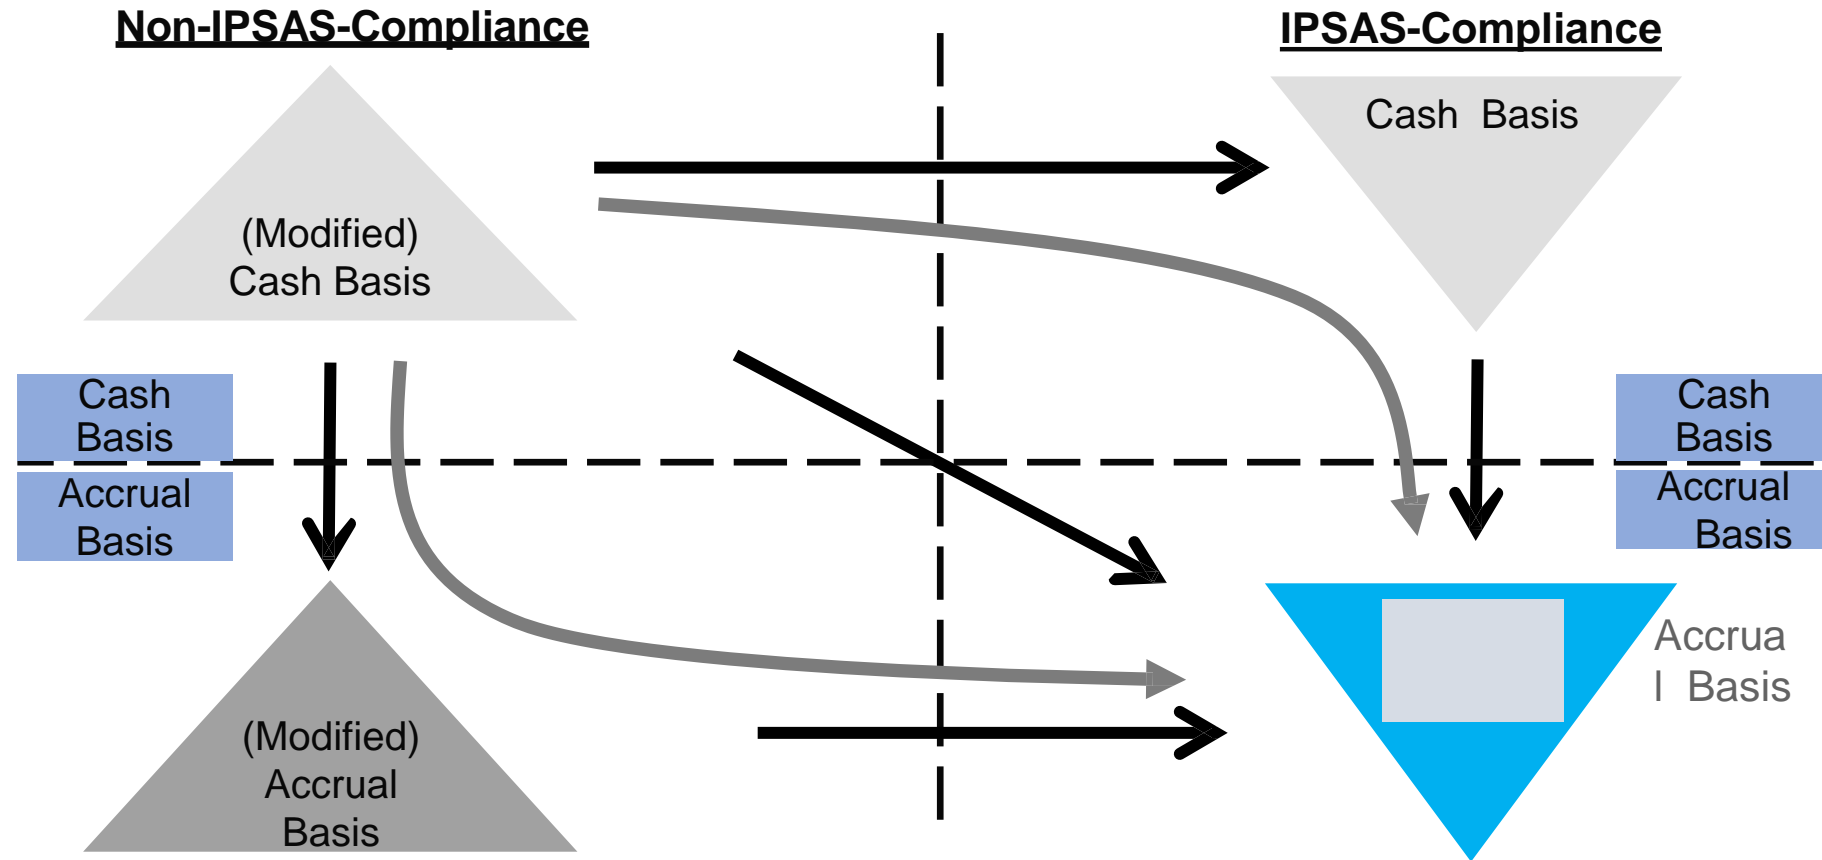 Non-IPSAS-Compliance
IPSAS-Compliance
Cash Basis
(Modified)
Cash Basis
Cash
Basis
Accrual
Basis
Cash
Basis
Accrual
Basis
Accrua
l Basis
(Modified)
Accrual
Basis